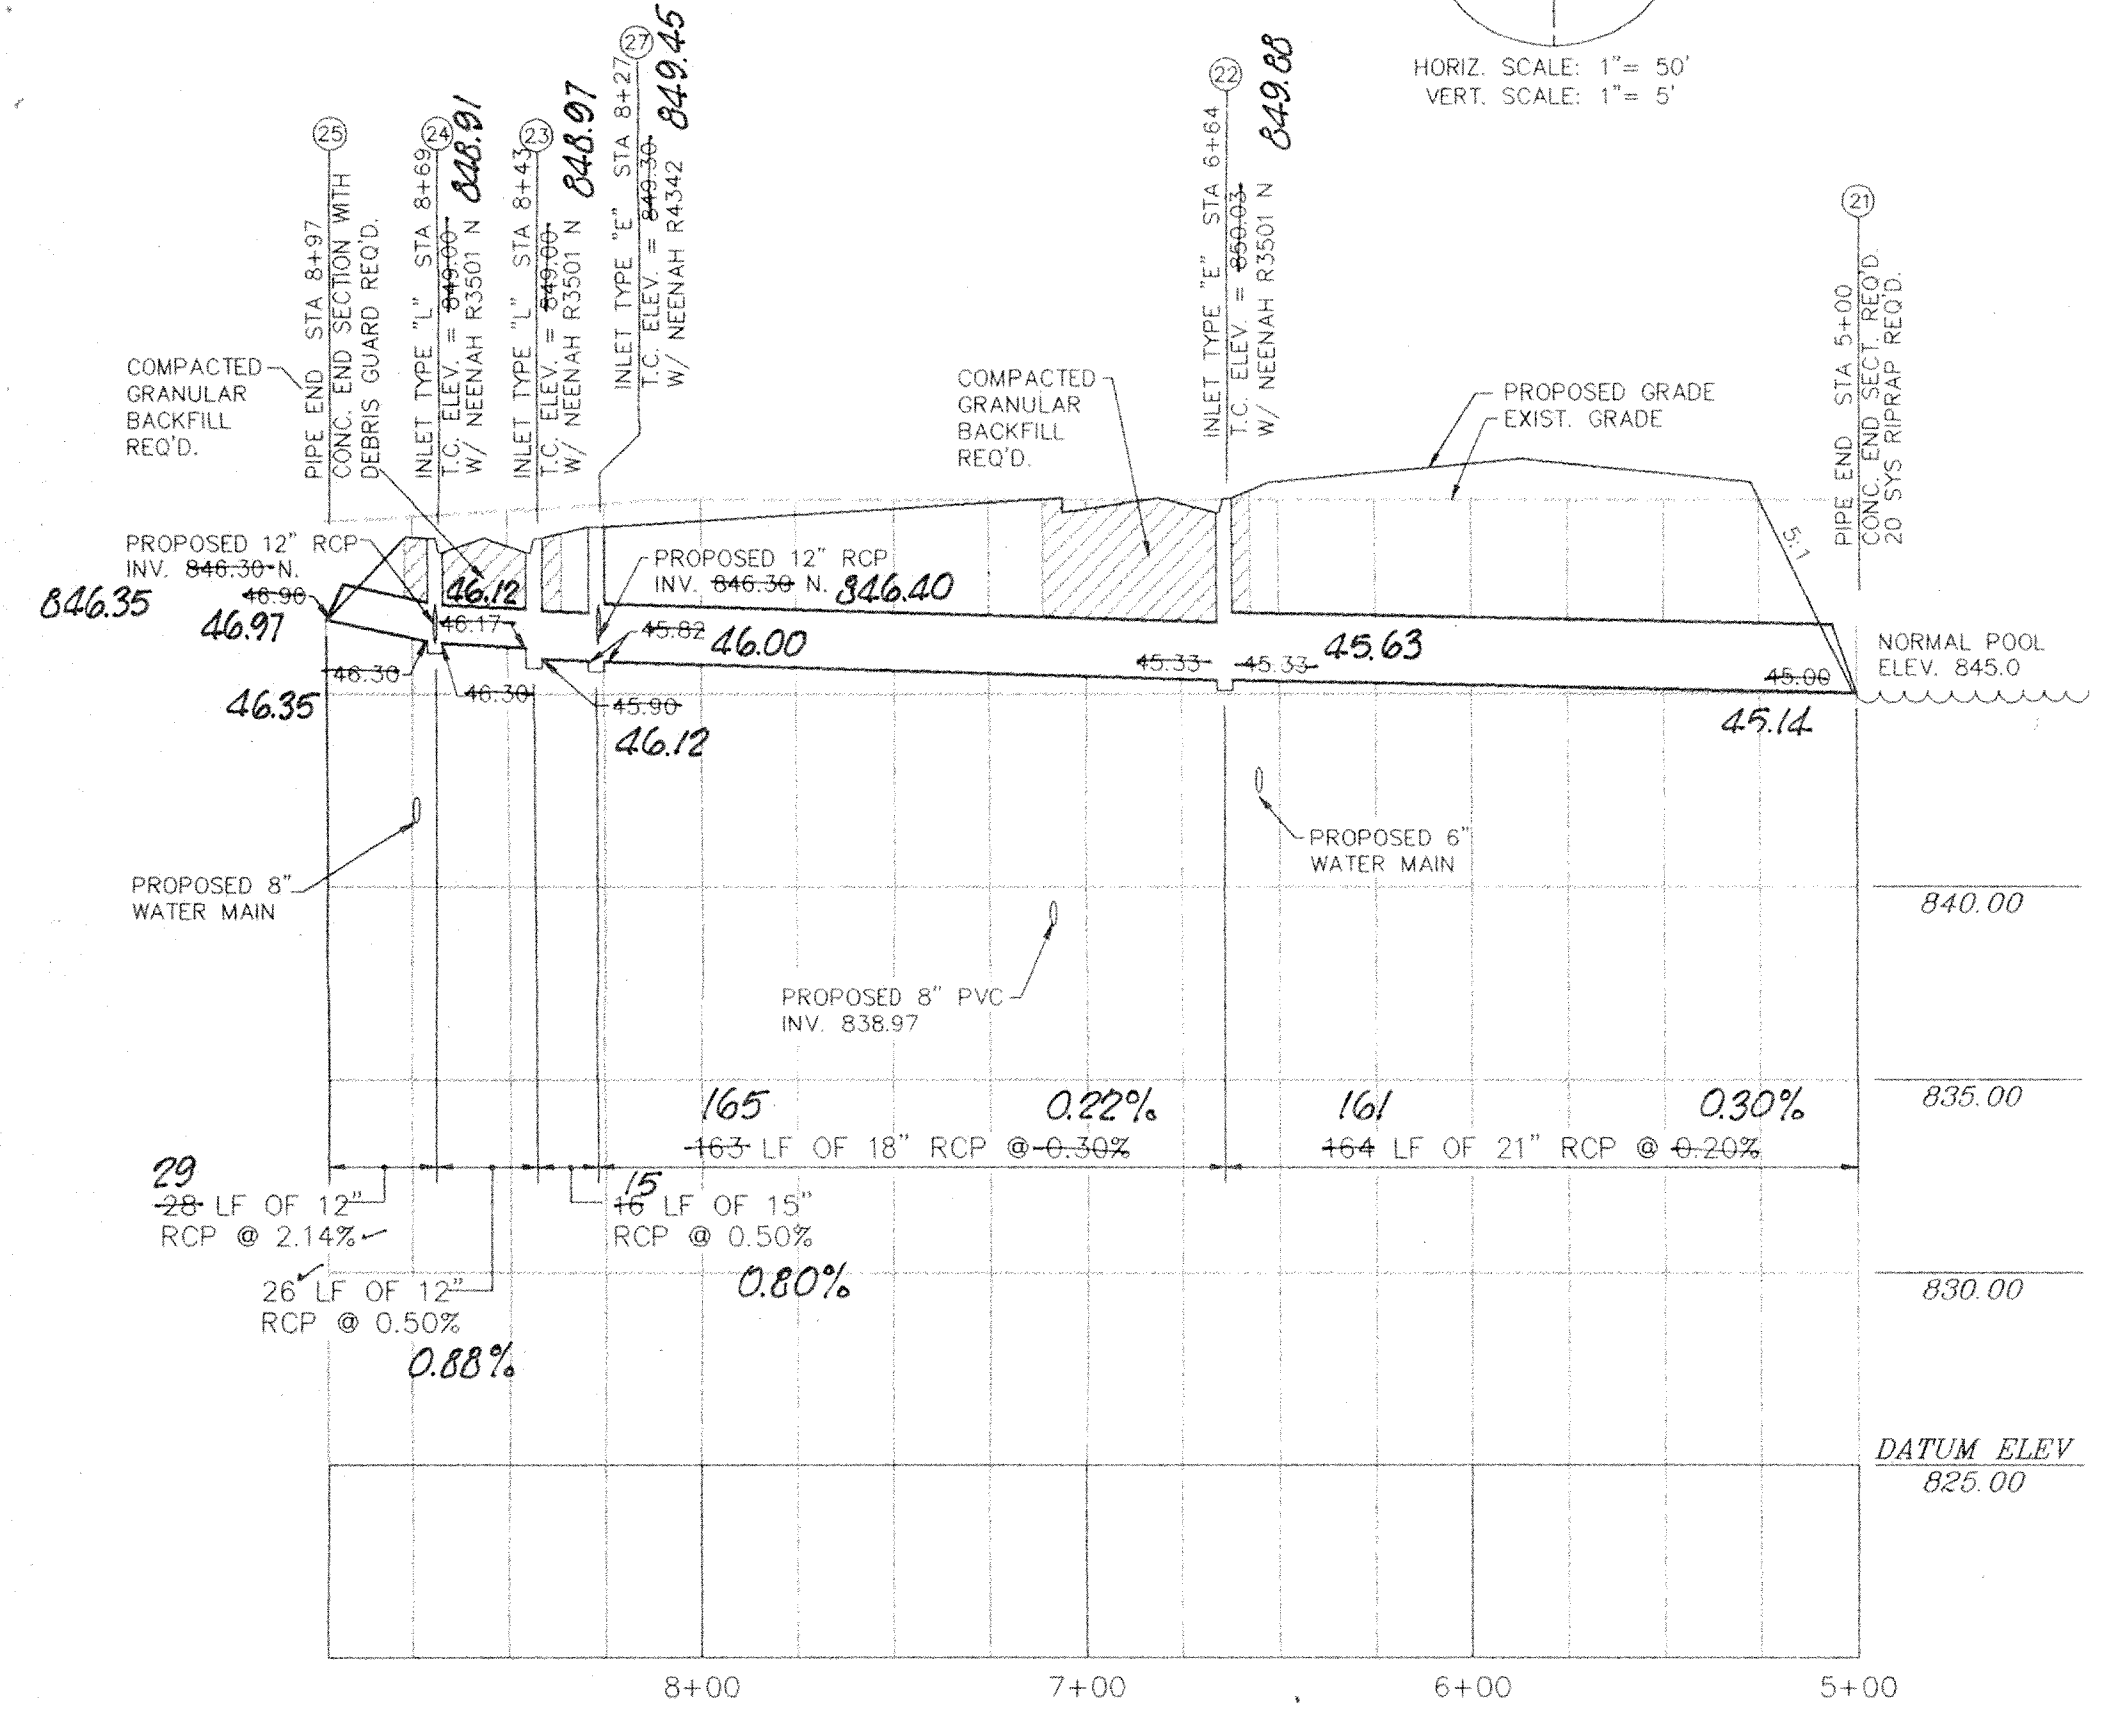 HORIZ. SCALE: 1"= 50'
VERT. SCALE: 1"= 5'
25
PIPE END STA 8+97
CONC. END SECTION WITH
DEBRIS GUARD REQ'D.
24
INLET TYPE "L" STA 8+69
T.C. ELEV. = 849.00
848.91
W/ NEENAH R3501 N
23
INLET TYPE "L" STA 8+43
T.C. ELEV. = 849.00
848.97
W/ NEENAH R3501 N
27
INLET TYPE "E" STA 8+27
T.C. ELEV. = 849.30
849.45
W/ NEENAH R4342
22
INLET TYPE "E" STA 6+64
T.C. ELEV. = 850.03
849.88
W/ NEENAH R3501 N
21
PIPE END STA 5+00
CONC. END SECT. REQ'D.
20 SYS RIPRAP REQ'D.
COMPACTED
GRANULAR
BACKFILL
REQ'D.
COMPACTED
GRANULAR
BACKFILL
REQ'D.
PROPOSED GRADE
EXIST. GRADE
5:1
PROPOSED 12" RCP
INV. 846.30 N.
846.35
46.90
46.97
46.30
46.35
46.12
46.17
46.30
PROPOSED 12" RCP
INV. 846.30 N. 846.40
45.82 46.00
45.90
46.12
45.33
45.33 45.63
45.00
45.14
NORMAL POOL
ELEV. 845.0
PROPOSED 8"
WATER MAIN
PROPOSED 6"
WATER MAIN
PROPOSED 8" PVC
INV. 838.97
840.00
835.00
830.00
DATUM ELEV
825.00
165 0.22%
163 LF OF 18" RCP @ 0.30%
161 0.30%
164 LF OF 21" RCP @ 0.20%
29
28 LF OF 12"
RCP @ 2.14%
26 LF OF 12"
RCP @ 0.50%
0.88%
15
16 LF OF 15"
RCP @ 0.50%
0.80%
8+00 7+00 6+00 5+00